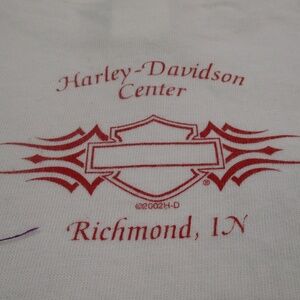 Harley-Davidson
Center
®
©2002H-D
Richmond, IN